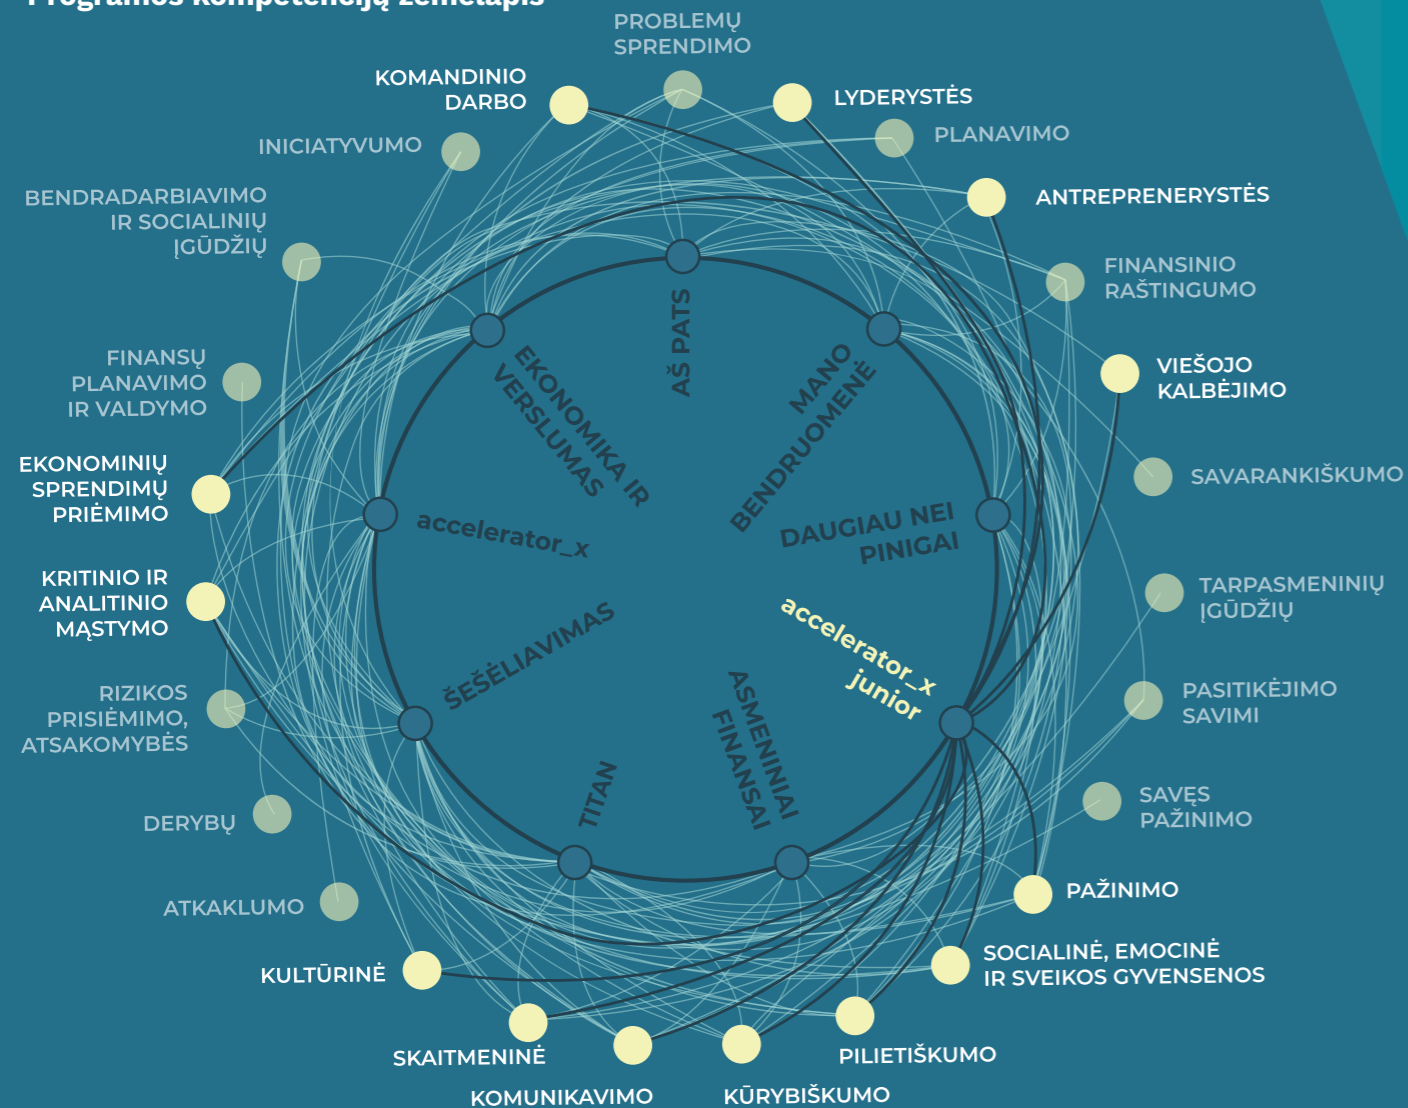 Programos kompetencijų žemėlapis
PROBLEMŲ
SPRENDIMO
KOMANDINIO
DARBO
LYDERYSTĖS
PLANAVIMO
INICIATYVUMO
ANTREPRENERYSTĖS
BENDRADARBIAVIMO
IR SOCIALINIŲ
ĮGŪDŽIŲ
FINANSINIO
RAŠTINGUMO
VIEŠOJO
KALBĖJIMO
FINANSŲ
PLANAVIMO
IR VALDYMO
EKONOMINIŲ
SPRENDIMŲ
PRIĖMIMO
SAVARANKIŠKUMO
KRITINIO IR
ANALITINIO
MĄSTYMO
TARPASMENINIŲ
ĮGŪDŽIŲ
RIZIKOS
PRISIĖMIMO,
ATSAKOMYBĖS
PASITIKĖJIMO
SAVIMI
DERYBŲ
SAVĘS
PAŽINIMO
ATKAKLUMO
PAŽINIMO
KULTŪRINĖ
SOCIALINĖ, EMOCINĖ
IR SVEIKOS GYVENSENOS
SKAITMENINĖ
PILIETIŠKUMO
KOMUNIKAVIMO
KŪRYBIŠKUMO
AŠ PATS
MANO
BENDRUOMENĖ
DAUGIAU NEI
PINIGAI
accelerator_x
junior
ASMENINIAI
FINANSAI
TITAN
ŠEŠĖLIAVIMAS
accelerator_x
EKONOMIKA IR
VERSLUMAS